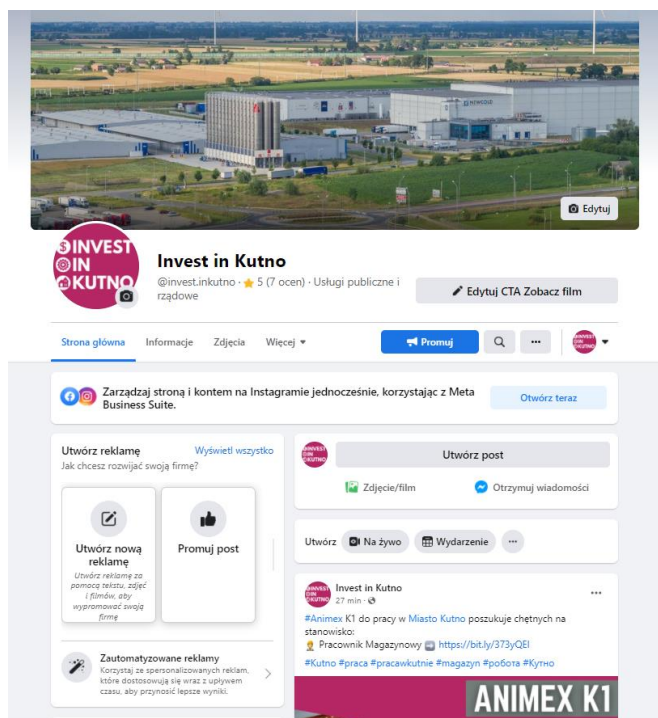 NEWCOLD
Edytuj
INVEST
IN
KUTNO
Invest in Kutno
@invest.inkutno · 5 (7 ocen) · Usługi publiczne i
rządowe
Edytuj CTA Zobacz film
Strona główna
Informacje
Zdjęcia
Więcej
Promuj
Zarządzaj stroną i kontem na Instagramie jednocześnie, korzystając z Meta
Business Suite.
Otwórz teraz
Utwórz reklamę
Wyświetl wszystko
Jak chcesz rozwijać swoją firmę?
Utwórz nową
reklamę
Utwórz reklamę za
pomocą tekstu, zdjęć
i filmów, aby
wypromować swoją
firmę
Promuj post
Zautomatyzowane reklamy
Korzystaj ze spersonalizowanych reklam,
które dostosowują się wraz z upływem
czasu, aby przynosić lepsze wyniki.
Utwórz post
Zdjęcie/film
Otrzymuj wiadomości
Utwórz
Na żywo
Wydarzenie
Invest in Kutno
27 min ·
#Animex K1 do pracy w Miasto Kutno poszukuje chętnych na
stanowisko:
Pracownik Magazynowy ➡ https://bit.ly/373yQEI
#Kutno #praca #pracawkutnie #magazyn #робота #Кутно
ANIMEX K1